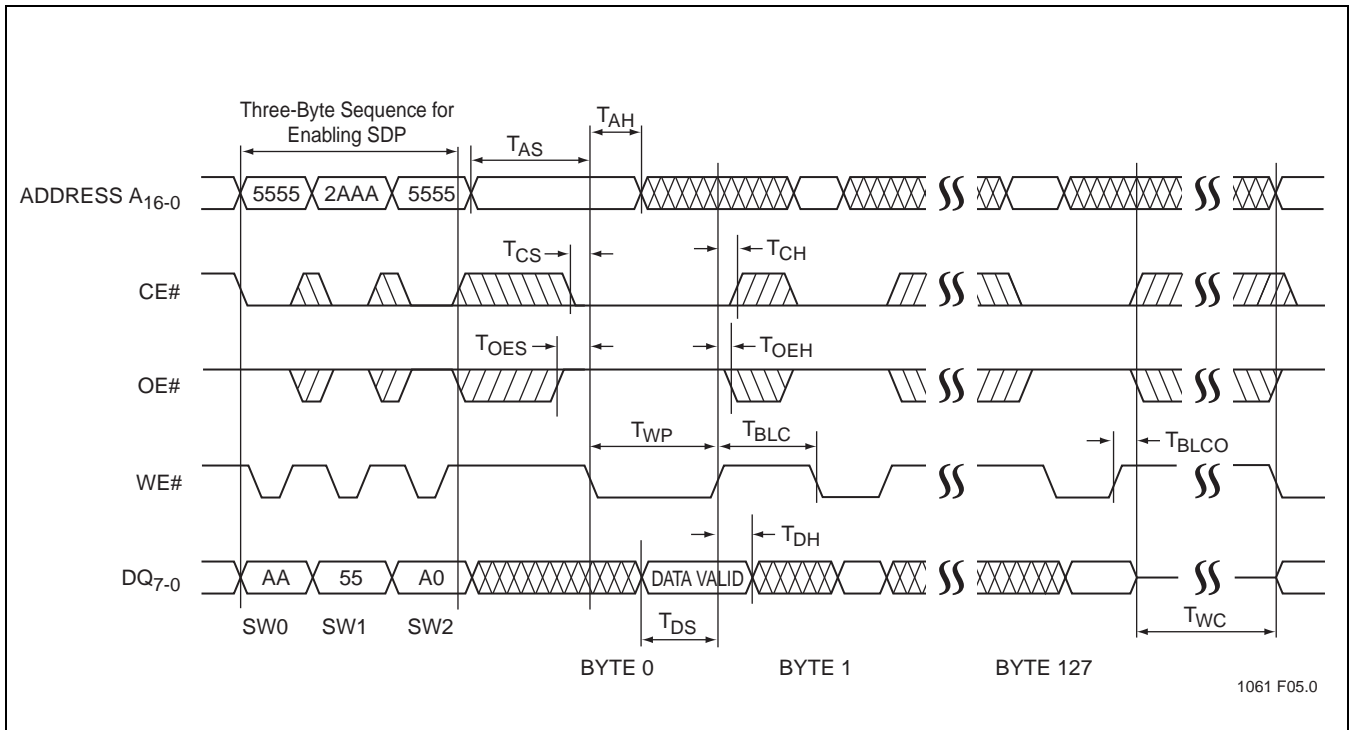 Three-Byte Sequence for
Enabling SDP
TAH
TAS
ADDRESS A16-0
5555
2AAA
5555
TCS
TCH
CE#
TOES
TOEH
OE#
TWP
TBLC
TBLCO
WE#
TDH
DQ7-0
AA
55
A0
DATA VALID
SW0
SW1
SW2
TDS
TWC
BYTE 0
BYTE 1
BYTE 127
1061 F05.0